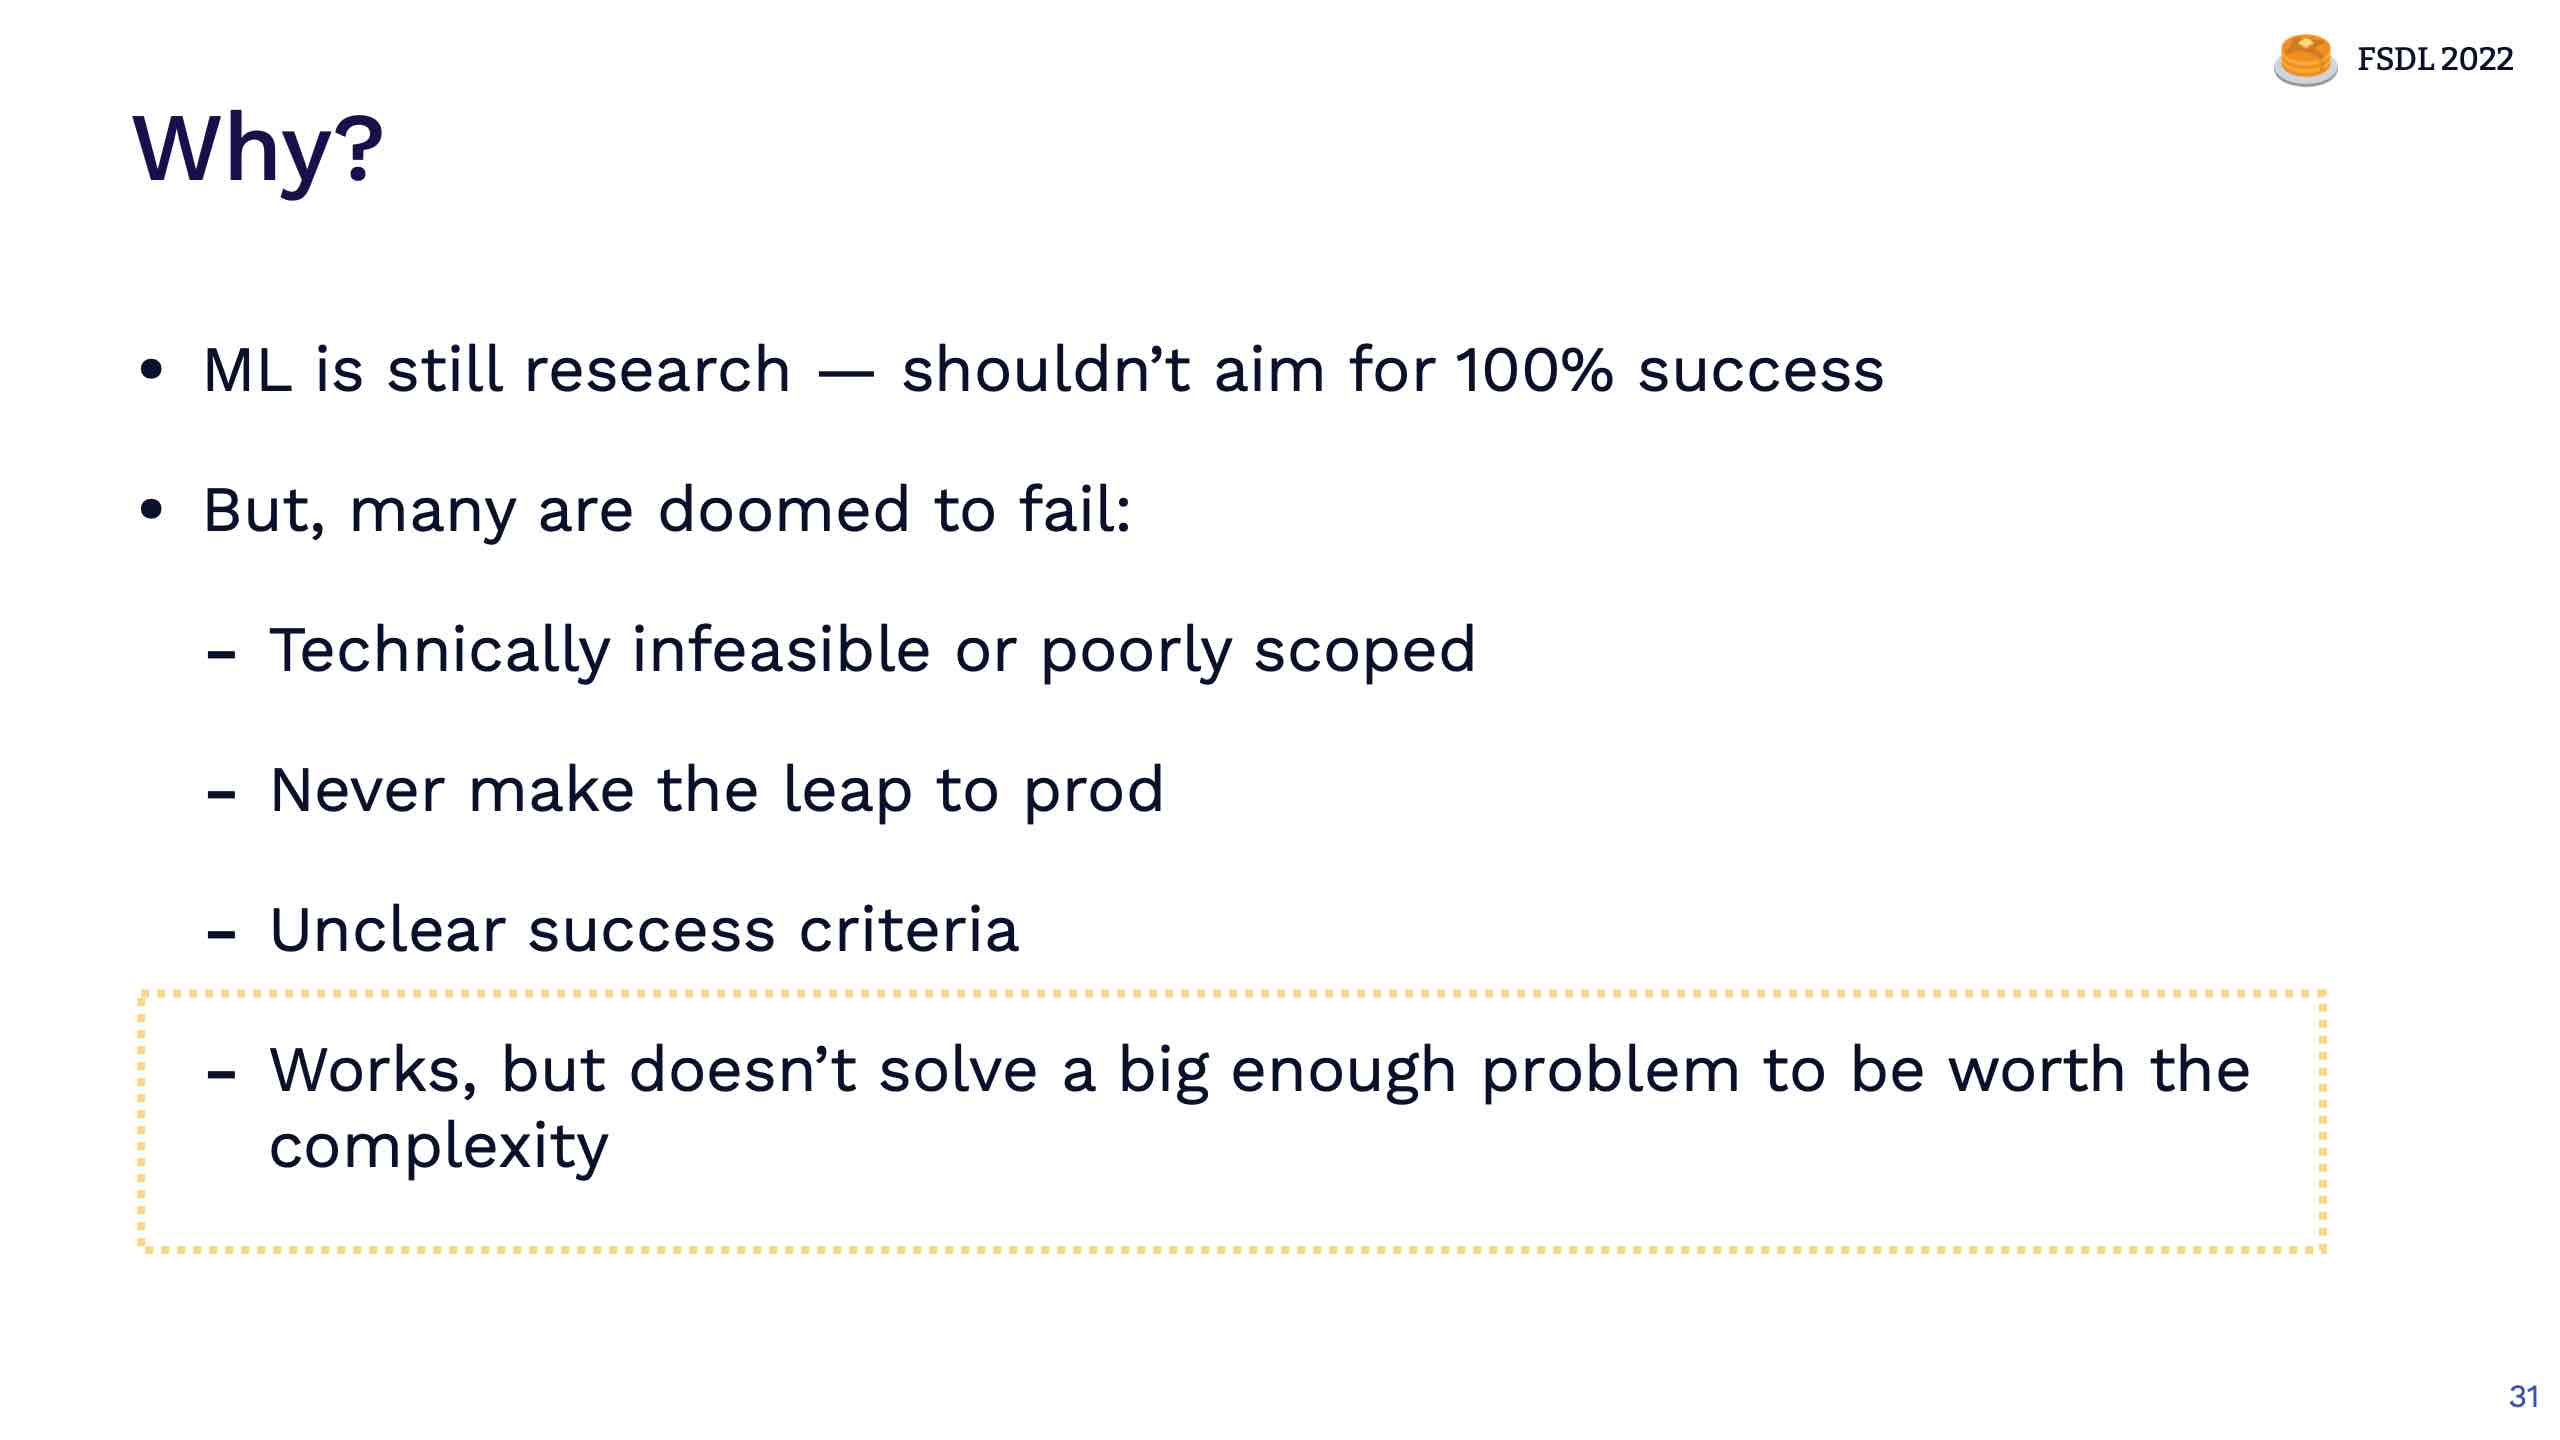 FSDL 2022
Why?
• ML is still research — shouldn’t aim for 100% success
• But, many are doomed to fail:
- Technically infeasible or poorly scoped
- Never make the leap to prod
- Unclear success criteria
- Works, but doesn’t solve a big enough problem to be worth the
complexity
31